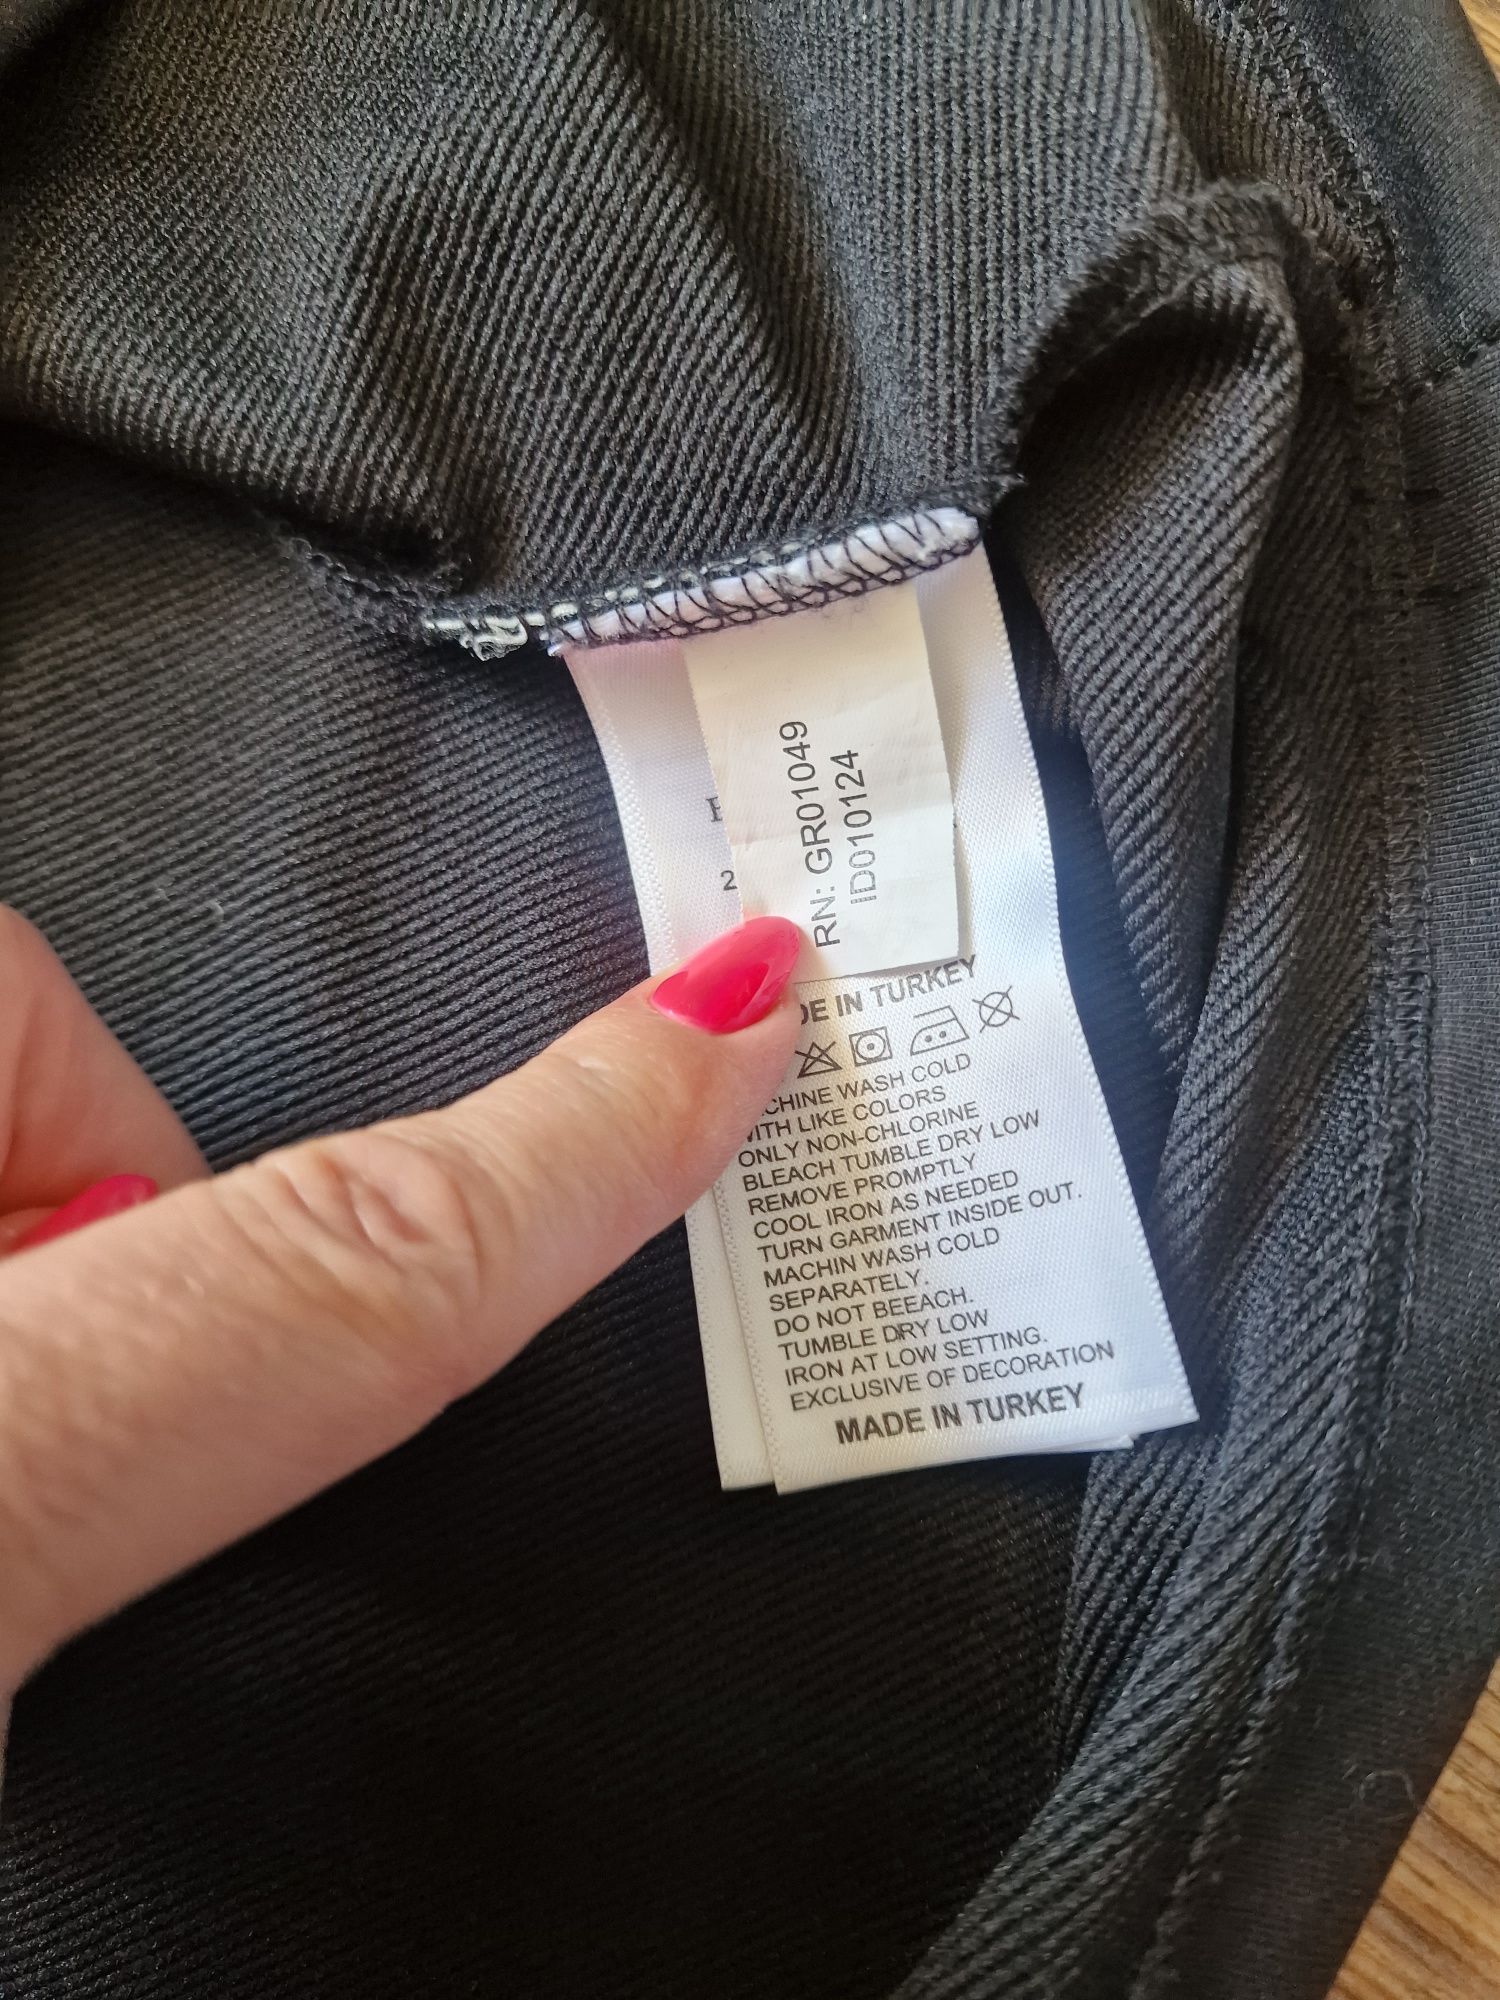 RN: GR01049
ID010124
2
DE IN TURKEY
CHINE WASH COLD
WITH LIKE COLORS
ONLY NON-CHLORINE
BLEACH TUMBLE DRY LOW
REMOVE PROMPTLY
COOL IRON AS NEEDED
TURN GARMENT INSIDE OUT.
MACHIN WASH COLD
SEPARATELY.
DO NOT BEEACH.
TUMBLE DRY LOW
IRON AT LOW SETTING.
EXCLUSIVE OF DECORATION
MADE IN TURKEY